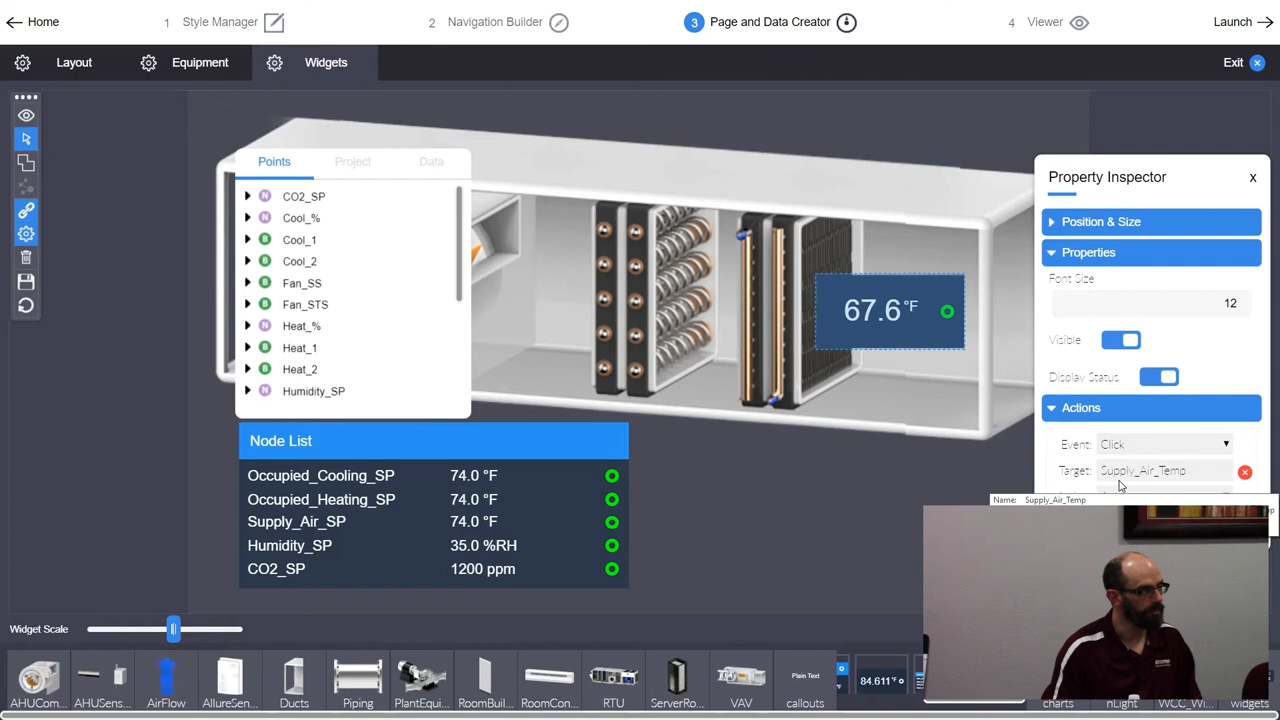 Home
1 Style Manager
2 Navigation Builder
3 Page and Data Creator
4 Viewer
Launch
Layout
Equipment
Widgets
Exit
Points Project Data
CO2_SP
Cool_%
Cool_1
Cool_2
Fan_SS
Fan_STS
Heat_%
Heat_1
Heat_2
Humidity_SP
67.6 °F
Property Inspector x
Position & Size
Properties
Font Size
12
Visible
Display Status
Actions
Event: Click
Target: Supply_Air_Temp
Name: Supply_Air_Temp
Node List
Occupied_Cooling_SP 74.0 °F
Occupied_Heating_SP 74.0 °F
Supply_Air_SP 74.0 °F
Humidity_SP 35.0 %RH
CO2_SP 1200 ppm
Widget Scale
Plain Text
84.611°F
AHUCom... AHUSens... AirFlow AllureSen... Ducts Piping PlantEqui... RoomBuil... RoomCon... RTU ServerRo... VAV callouts charts nLight WCC_Wi... widgets